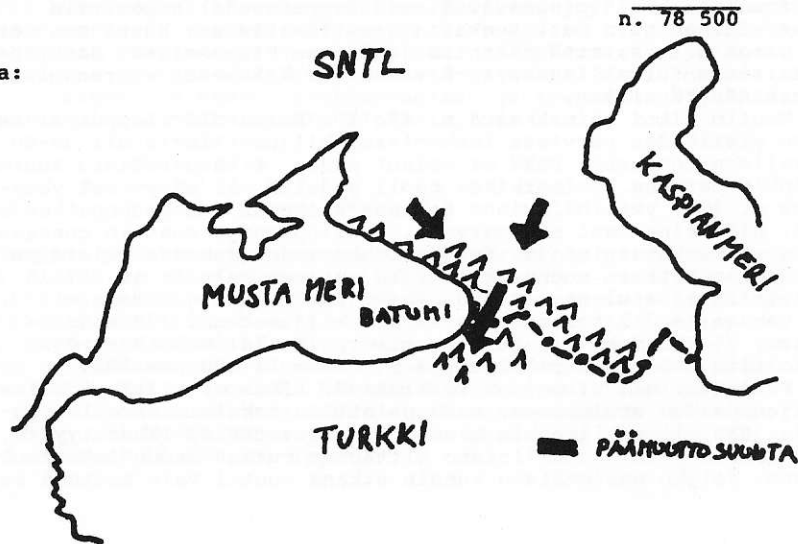 n. 78 500
a:
SNTL
KASPIANMERI
MUSTA MERI
BATUMI
TURKKI
PÄÄMUUTTOSUUNTA